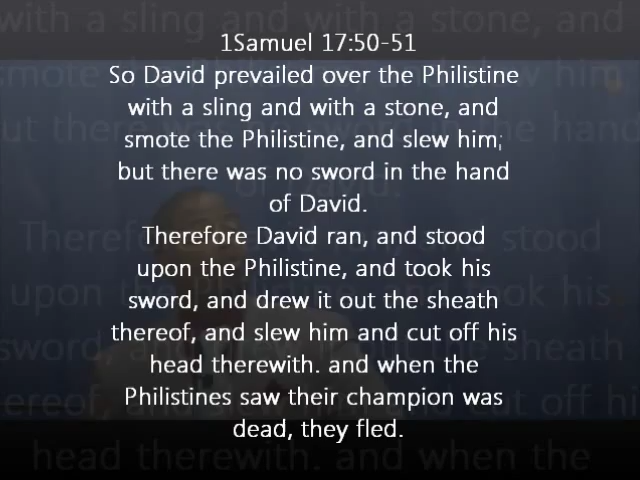 1Samuel 17:50-51
So David prevailed over the Philistine
with a sling and with a stone, and
smote the Philistine, and slew him;
but there was no sword in the hand
of David.
Therefore David ran, and stood
upon the Philistine, and took his
sword, and drew it out the sheath
thereof, and slew him and cut off his
head therewith. and when the
Philistines saw their champion was
dead, they fled.